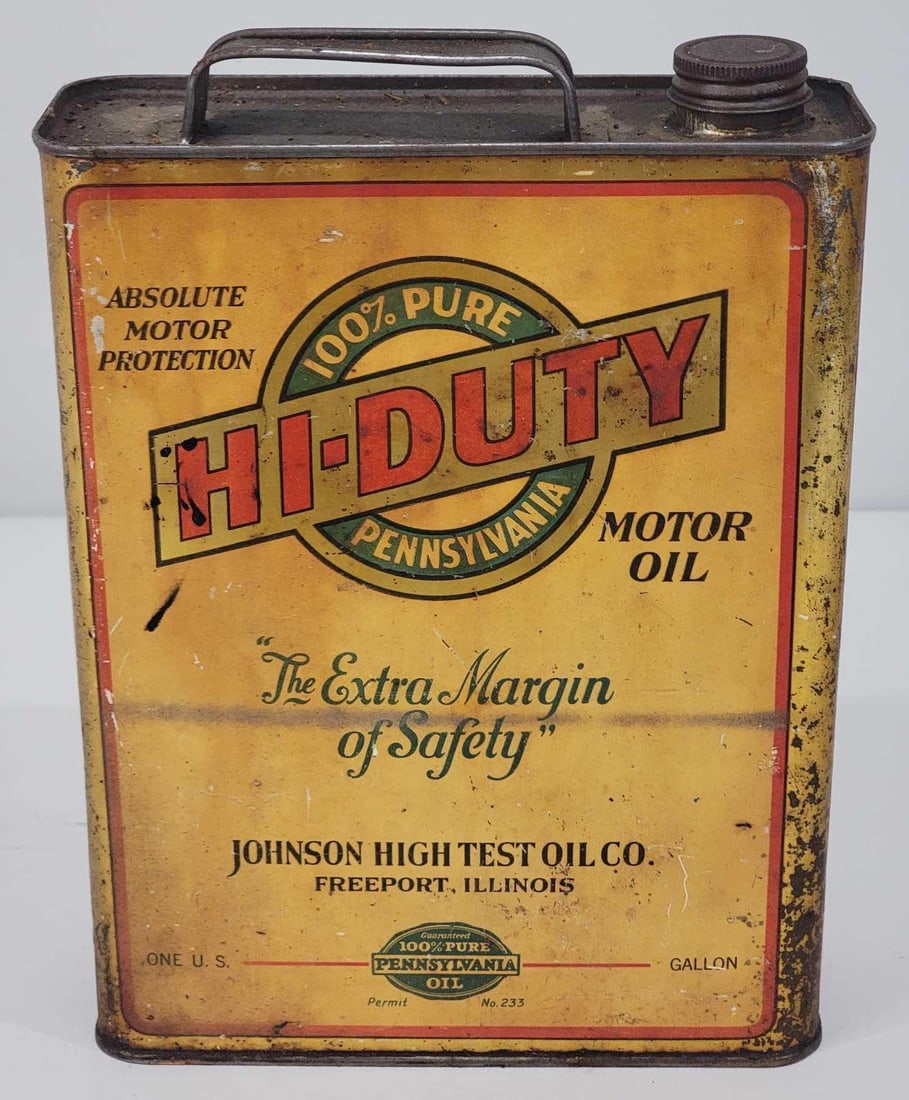 ABSOLUTE
MOTOR
PROTECTION
100% PURE
HI-DUTY
PENNSYLVANIA
MOTOR
OIL
"The Extra Margin
of Safety"
JOHNSON HIGH TEST OIL CO.
FREEPORT, ILLINOIS
ONE U. S. GALLON
Guaranteed
100% PURE
PENNSYLVANIA
OIL
Permit No. 233